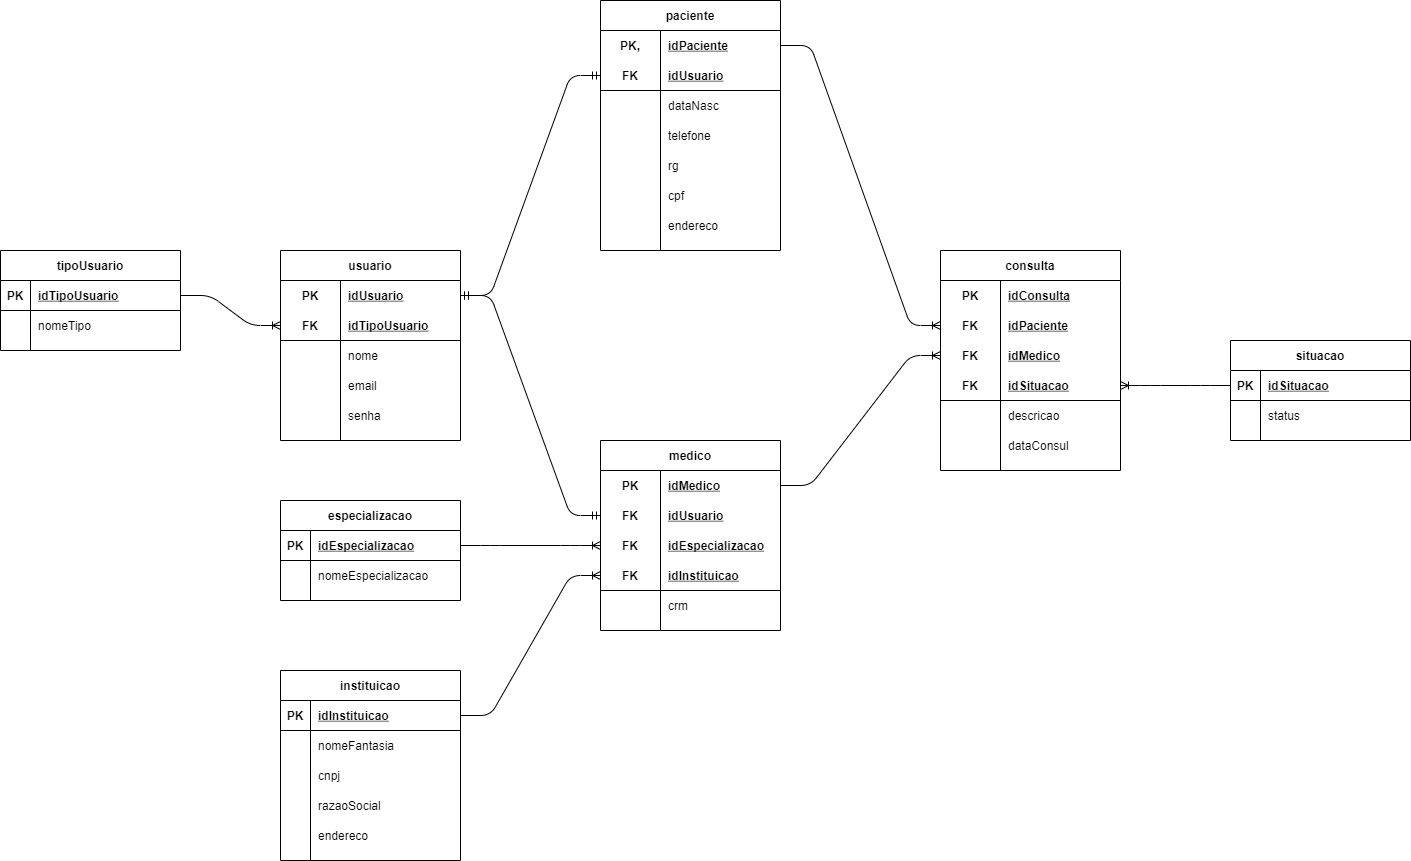 paciente
PK, idPaciente
FK idUsuario
dataNasc
telefone
rg
cpf
endereco
tipoUsuario
PK idTipoUsuario
nomeTipo
usuario
PK idUsuario
FK idTipoUsuario
nome
email
senha
consulta
PK idConsulta
FK idPaciente
FK idMedico
FK idSituacao
descricao
dataConsul
situacao
PK idSituacao
status
medico
PK idMedico
FK idUsuario
FK idEspecializacao
FK idInstituicao
crm
especializacao
PK idEspecializacao
nomeEspecializacao
instituicao
PK idInstituicao
nomeFantasia
cnpj
razaoSocial
endereco